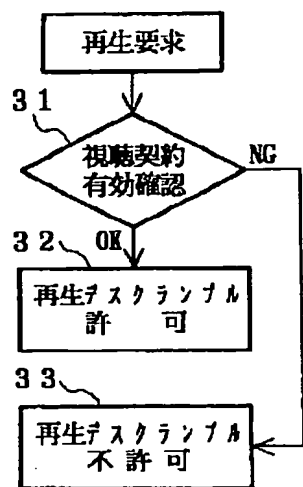 再生要求
31
視聴契約
有効確認
NG
32
OK
再生デスクランブル
許 可
33
再生デスクランブル
不許可